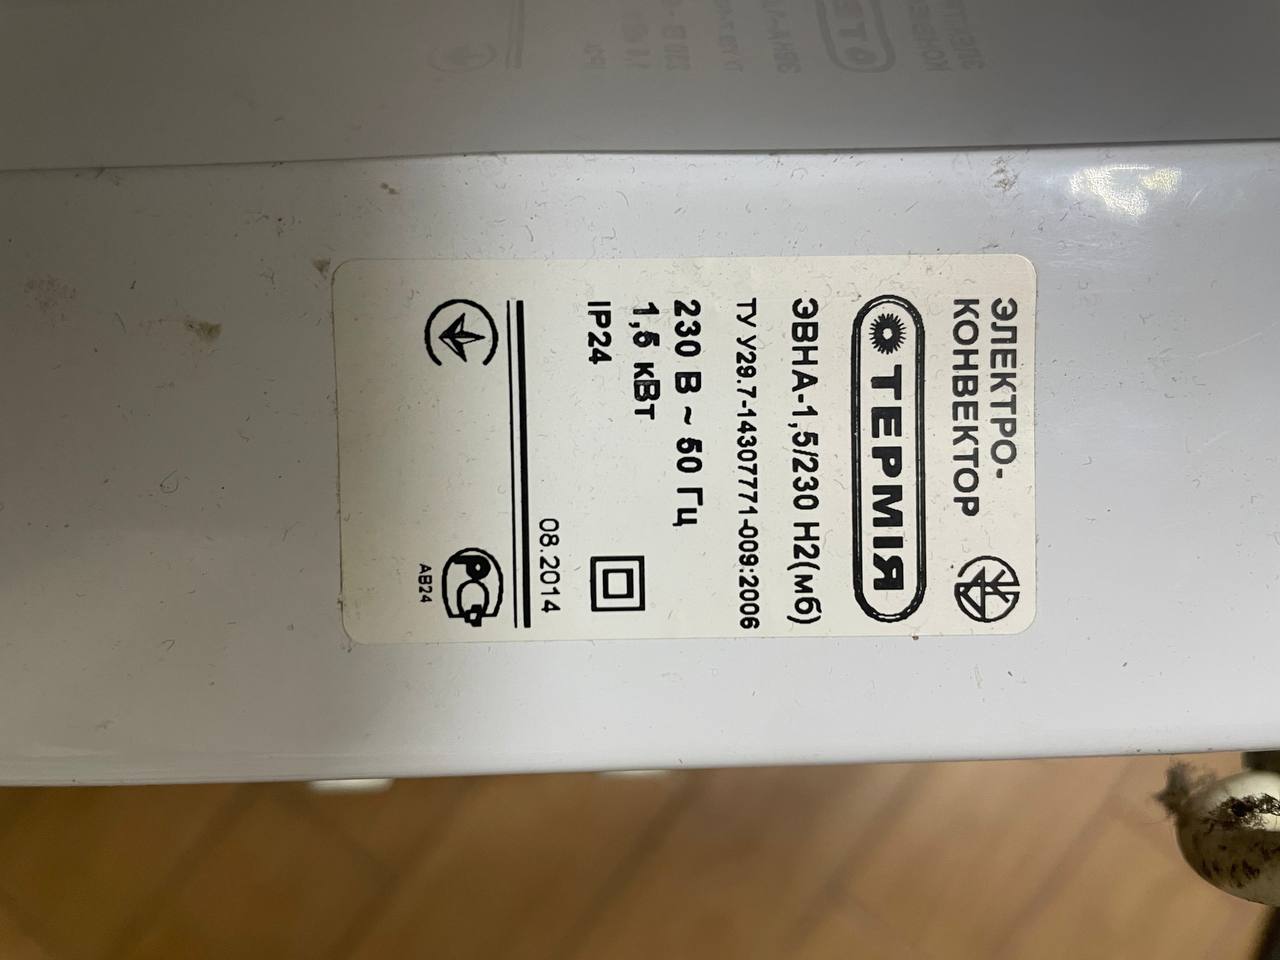 ЭЛЕКТРО-
КОНВЕКТОР
ТЕРМІЯ
ЭВНА-1,5/230 Н2(мб)
ТУ У29.7-14307771-009:2006
230 В ~ 50 Гц
1,5 кВт
IP24
08.2014
РС
АВ24